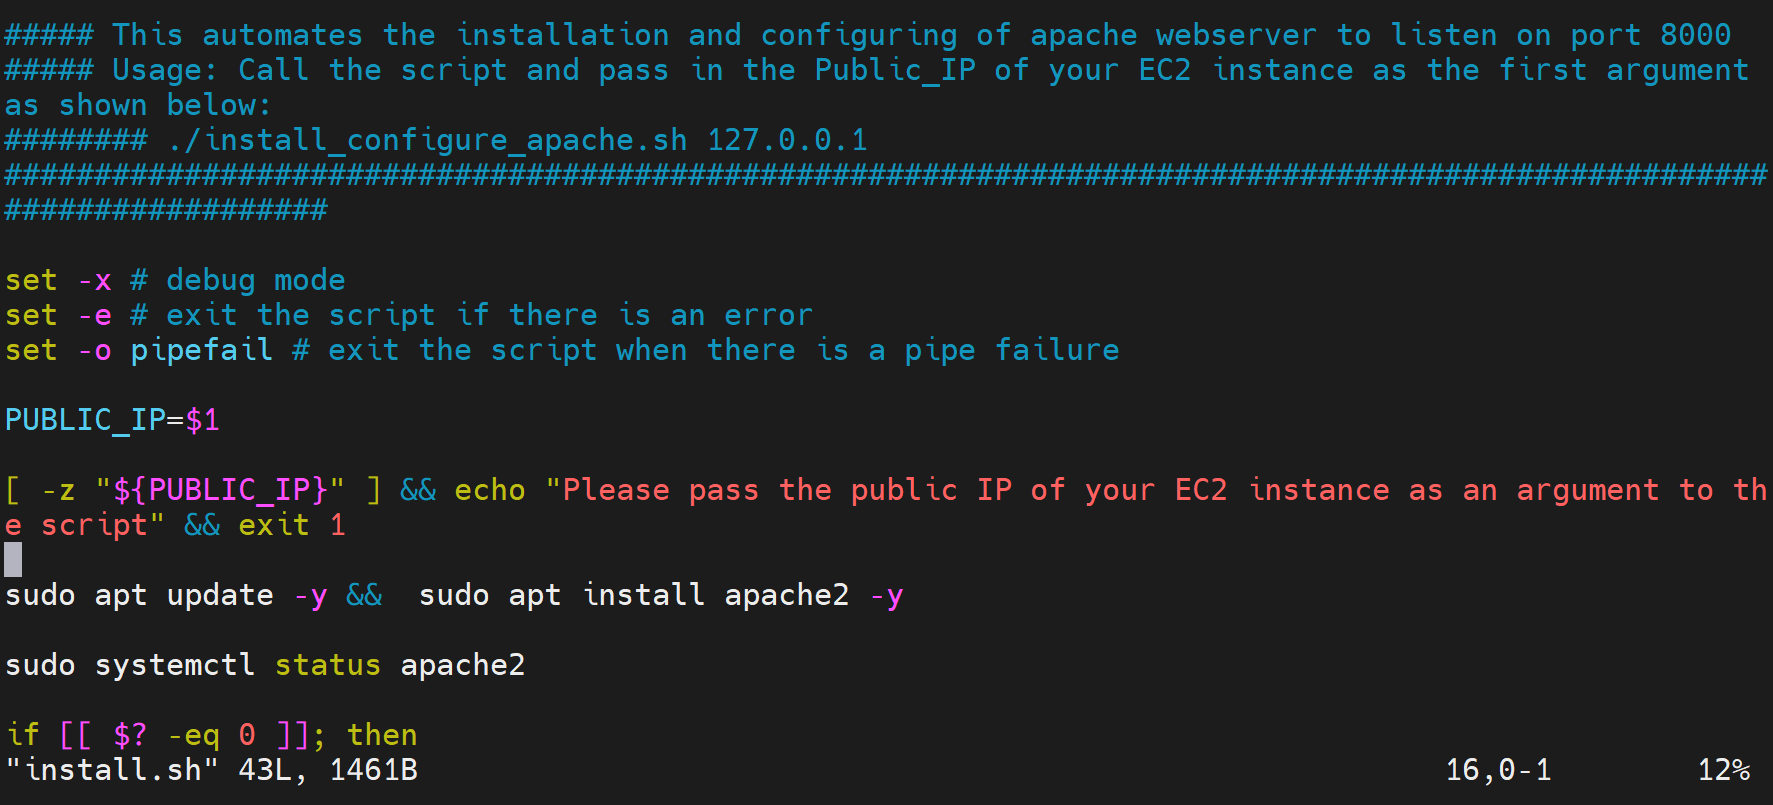 ##### This automates the installation and configuring of apache webserver to listen on port 8000
##### Usage: Call the script and pass in the Public_IP of your EC2 instance as the first argument
as shown below:
######## ./install_configure_apache.sh 127.0.0.1
##################################################################################################
##################

set -x # debug mode
set -e # exit the script if there is an error
set -o pipefail # exit the script when there is a pipe failure

PUBLIC_IP=$1

[ -z "${PUBLIC_IP}" ] && echo "Please pass the public IP of your EC2 instance as an argument to th
e script" && exit 1

sudo apt update -y &&  sudo apt install apache2 -y

sudo systemctl status apache2

if [[ $? -eq 0 ]]; then
"install.sh" 43L, 1461B 16,0-1 12%